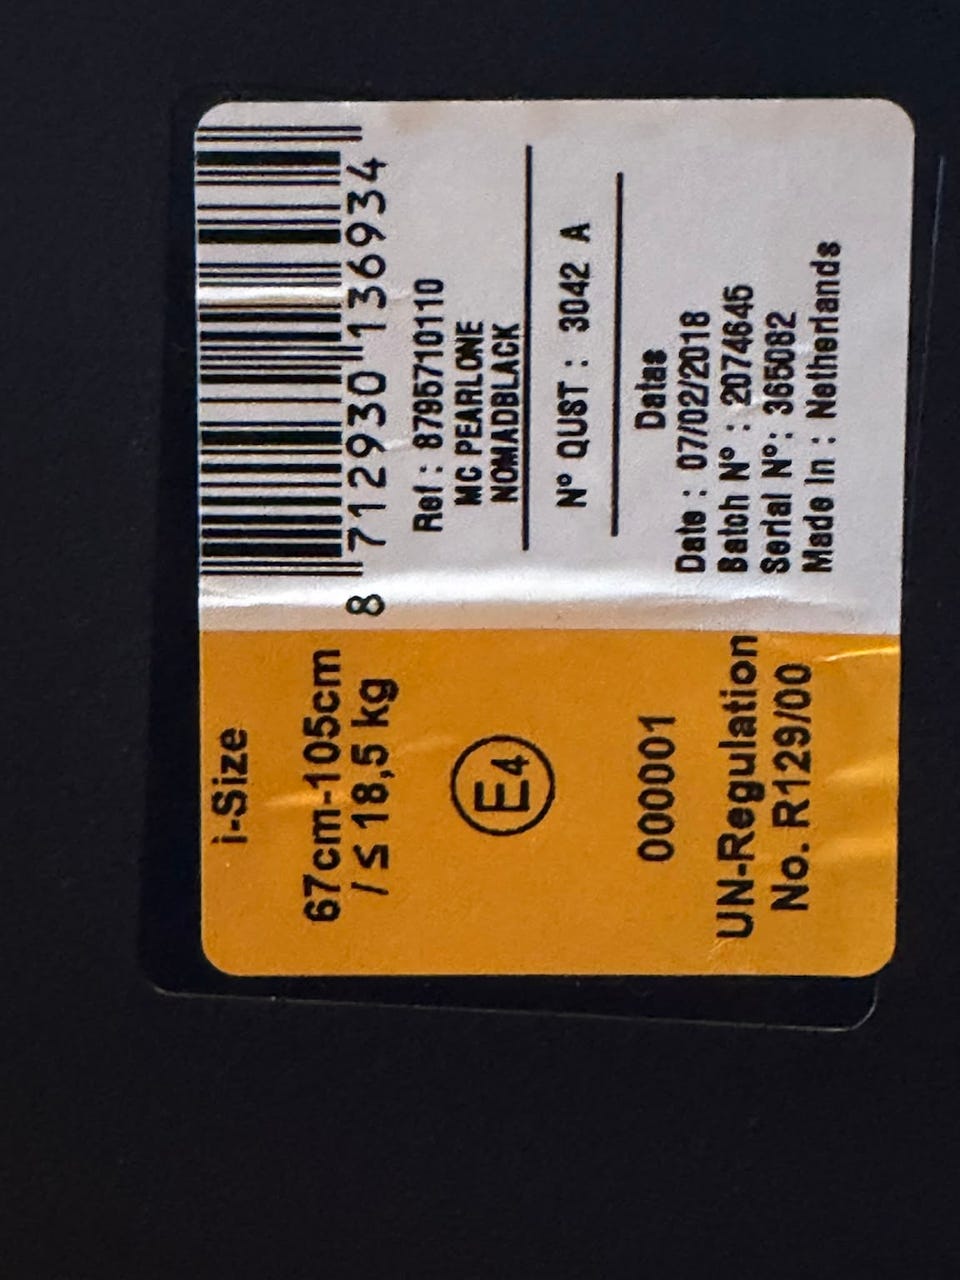 i-Size
67cm-105cm
/≤ 18,5 kg
E4
000001
UN-Regulation
No. R129/00
8 712930 136934
Ref : 8795710110
MC PEARLONE
NOMADBLACK
N° QUST : 3042 A
Datas
Date : 07/02/2018
Batch N° : 2074645
Serial N° : 365082
Made In : Netherlands